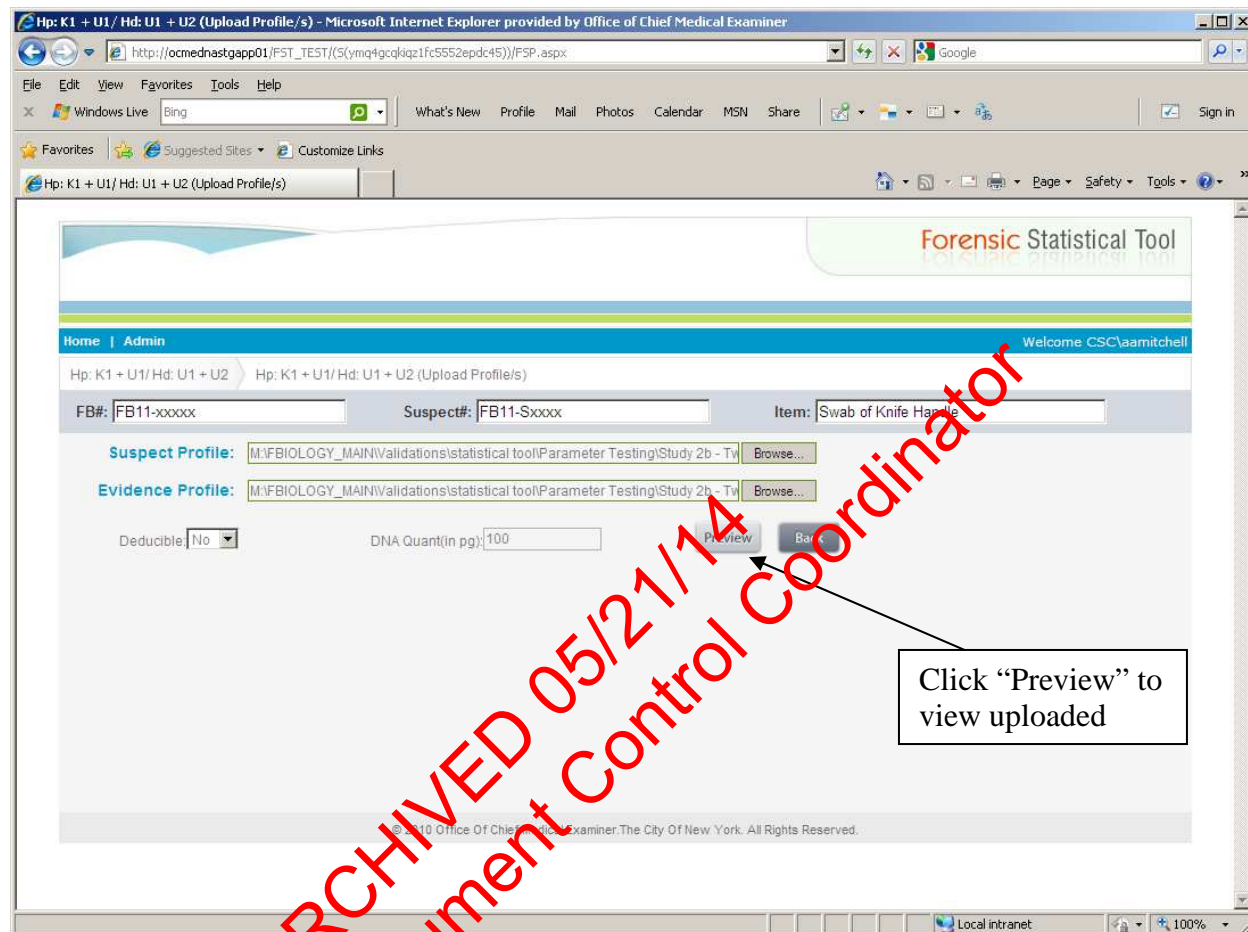 Hp: K1 + U1/ Hd: U1 + U2 (Upload Profile/s) - Microsoft Internet Explorer provided by Office of Chief Medical Examiner
http://ocmednastgapp01/FST_TEST/(S(ymq4gcqkiqz1fc5552epdc45))/FSP.aspx
Google
File Edit View Favorites Tools Help
x Windows Live Bing What's New Profile Mail Photos Calendar MSN Share Sign in
Favorites Suggested Sites Customize Links
Hp: K1 + U1/ Hd: U1 + U2 (Upload Profile/s) Page Safety Tools »
Forensic Statistical Tool
Home | Admin Welcome CSC\aamitchell
Hp: K1 + U1/ Hd: U1 + U2 Hp: K1 + U1/ Hd: U1 + U2 (Upload Profile/s)
FB#: FB11-xxxxx Suspect#: FB11-Sxxxx Item: Swab of Knife Handle
Suspect Profile: M:\FBIOLOGY_MAIN\Validations\statistical tool\Parameter Testing\Study 2b - Tw Browse...
Evidence Profile: M:\FBIOLOGY_MAIN\Validations\statistical tool\Parameter Testing\Study 2b - Tw Browse...
Deducible: No DNA Quant(in pg): 100 Preview Back
Click “Preview” to
view uploaded
© 2010 Office Of Chief Medical Examiner.The City Of New York. All Rights Reserved.
Local intranet 100%
RCHIVED 05/21/14
ument Control Coordinator